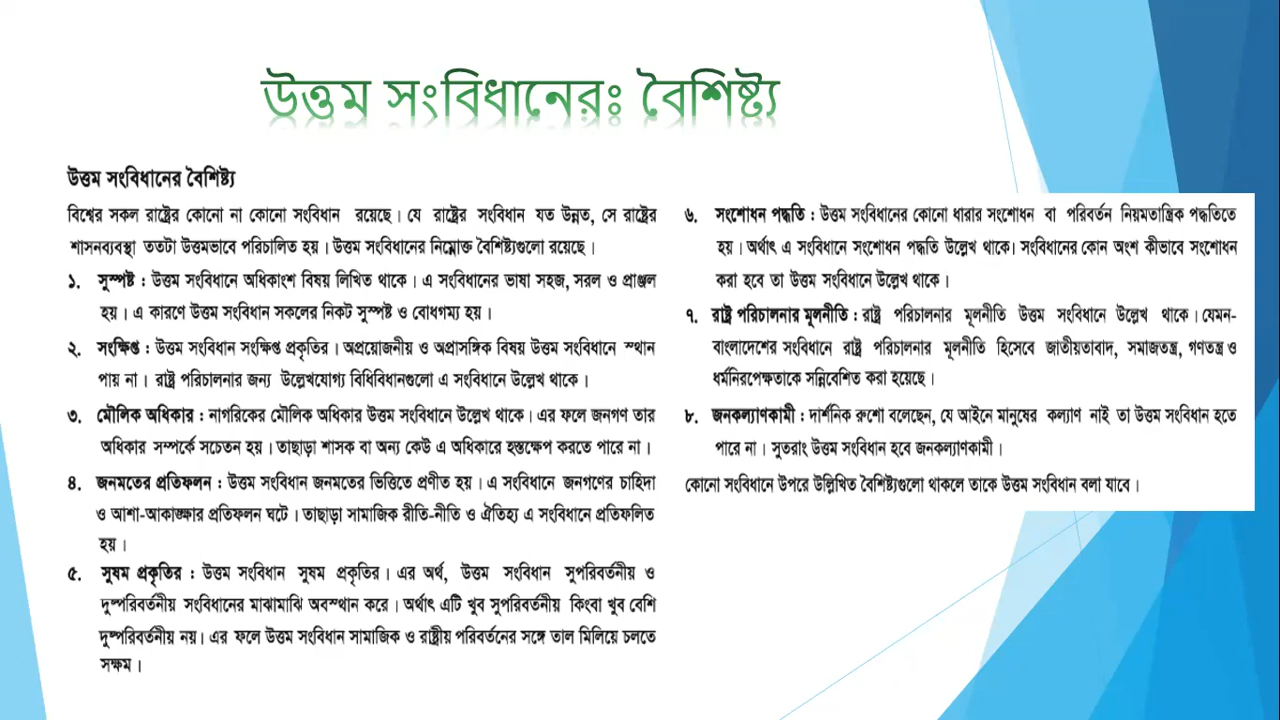 উত্তম সংবিধানেরঃ বৈশিষ্ট্য
উত্তম সংবিধানের বৈশিষ্ট্য
বিশ্বের সকল রাষ্ট্রের কোনো না কোনো সংবিধান রয়েছে। যে রাষ্ট্রের সংবিধান যত উন্নত, সে রাষ্ট্রের
শাসনব্যবস্থা ততটা উত্তমভাবে পরিচালিত হয়। উত্তম সংবিধানের নিম্নোক্ত বৈশিষ্ট্যগুলো রয়েছে।
১. সুস্পষ্ট : উত্তম সংবিধানে অধিকাংশ বিষয় লিখিত থাকে। এ সংবিধানের ভাষা সহজ, সরল ও প্রাঞ্জল
হয়। এ কারণে উত্তম সংবিধান সকলের নিকট সুস্পষ্ট ও বোধগম্য হয়।
২. সংক্ষিপ্ত : উত্তম সংবিধান সংক্ষিপ্ত প্রকৃতির। অপ্রয়োজনীয় ও অপ্রাসঙ্গিক বিষয় উত্তম সংবিধানে স্থান
পায় না। রাষ্ট্র পরিচালনার জন্য উল্লেখযোগ্য বিধিবিধানগুলো এ সংবিধানে উল্লেখ থাকে।
৩. মৌলিক অধিকার : নাগরিকের মৌলিক অধিকার উত্তম সংবিধানে উল্লেখ থাকে। এর ফলে জনগণ তার
অধিকার সম্পর্কে সচেতন হয়। তাছাড়া শাসক বা অন্য কেউ এ অধিকারে হস্তক্ষেপ করতে পারে না।
৪. জনমতের প্রতিফলন : উত্তম সংবিধান জনমতের ভিত্তিতে প্রণীত হয়। এ সংবিধানে জনগণের চাহিদা
ও আশা-আকাঙ্ক্ষার প্রতিফলন ঘটে। তাছাড়া সামাজিক রীতি-নীতি ও ঐতিহ্য এ সংবিধানে প্রতিফলিত
হয়।
৫. সুষম প্রকৃতির : উত্তম সংবিধান সুষম প্রকৃতির। এর অর্থ, উত্তম সংবিধান সুপরিবর্তনীয় ও
দুষ্পরিবর্তনীয় সংবিধানের মাঝামাঝি অবস্থান করে। অর্থাৎ এটি খুব সুপরিবর্তনীয় কিংবা খুব বেশি
দুষ্পরিবর্তনীয় নয়। এর ফলে উত্তম সংবিধান সামাজিক ও রাষ্ট্রীয় পরিবর্তনের সঙ্গে তাল মিলিয়ে চলতে
সক্ষম।
৬. সংশোধন পদ্ধতি : উত্তম সংবিধানের কোনো ধারার সংশোধন বা পরিবর্তন নিয়মতান্ত্রিক পদ্ধতিতে
হয়। অর্থাৎ এ সংবিধানে সংশোধন পদ্ধতি উল্লেখ থাকে। সংবিধানের কোন অংশ কীভাবে সংশোধন
করা হবে তা উত্তম সংবিধানে উল্লেখ থাকে।
৭. রাষ্ট্র পরিচালনার মূলনীতি : রাষ্ট্র পরিচালনার মূলনীতি উত্তম সংবিধানে উল্লেখ থাকে। যেমন-
বাংলাদেশের সংবিধানে রাষ্ট্র পরিচালনার মূলনীতি হিসেবে জাতীয়তাবাদ, সমাজতন্ত্র, গণতন্ত্র ও
ধর্মনিরপেক্ষতাকে সন্নিবেশিত করা হয়েছে।
৮. জনকল্যাণকামী : দার্শনিক রুশো বলেছেন, যে আইনে মানুষের কল্যাণ নাই তা উত্তম সংবিধান হতে
পারে না। সুতরাং উত্তম সংবিধান হবে জনকল্যাণকামী।
কোনো সংবিধানে উপরে উল্লিখিত বৈশিষ্ট্যগুলো থাকলে তাকে উত্তম সংবিধান বলা যাবে।